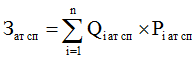 З ат сп = n ∑ i=1 Q i ат сп × P i ат сп